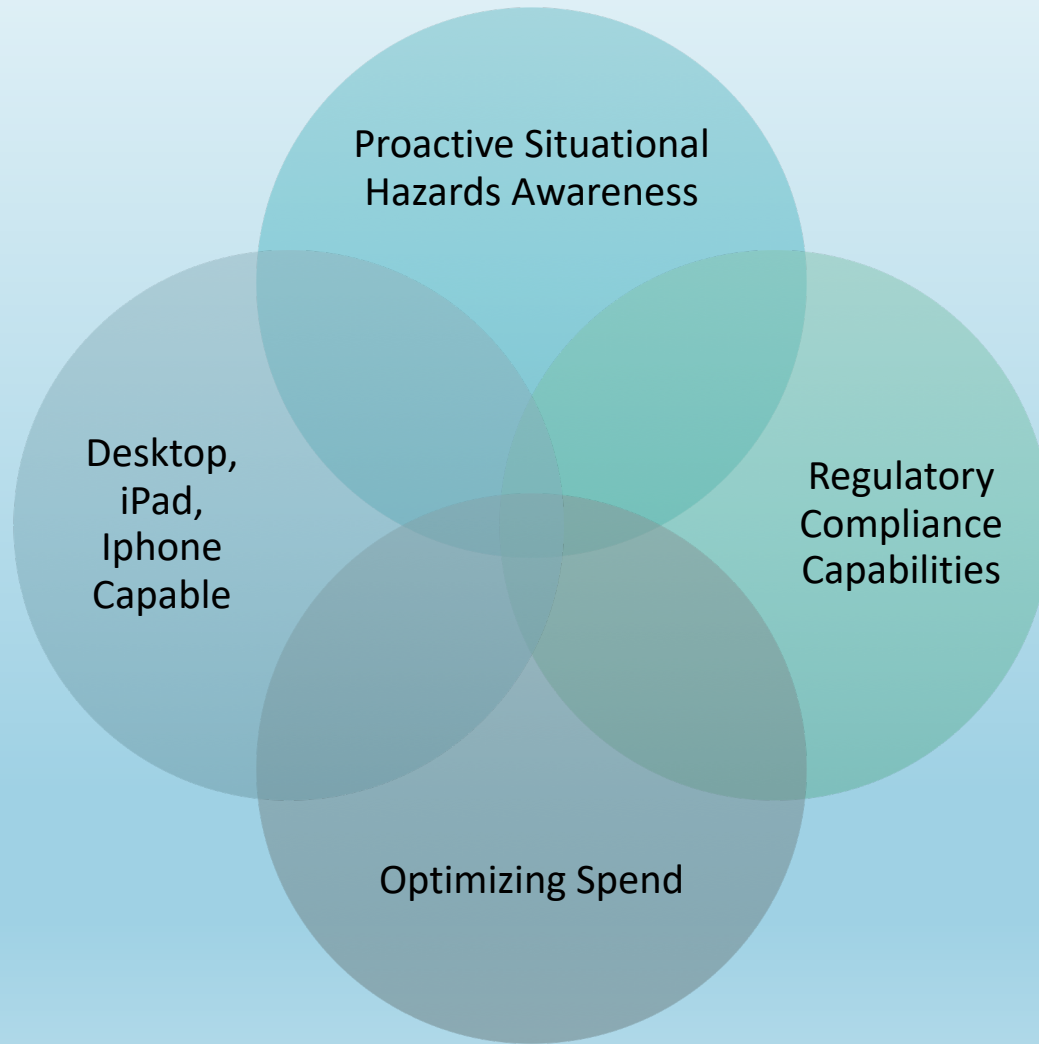 Proactive Situational
Hazards Awareness
Desktop,
iPad,
Iphone
Capable
Regulatory
Compliance
Capabilities
Optimizing Spend